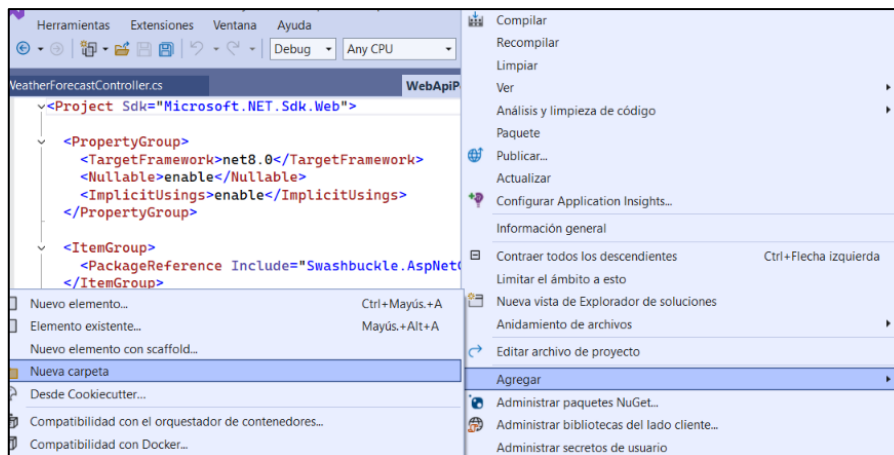 Herramientas Extensiones Ventana Ayuda
Debug Any CPU
WeatherForecastController.cs WebApiP
<Project Sdk="Microsoft.NET.Sdk.Web">
<PropertyGroup>
<TargetFramework>net8.0</TargetFramework>
<Nullable>enable</Nullable>
<ImplicitUsings>enable</ImplicitUsings>
</PropertyGroup>
<ItemGroup>
<PackageReference Include="Swashbuckle.AspNet
</ItemGroup>
Nuevo elemento... Ctrl+Mayús.+A
Elemento existente... Mayús.+Alt+A
Nuevo elemento con scaffold...
Nueva carpeta
Desde Cookiecutter...
Compatibilidad con el orquestador de contenedores...
Compatibilidad con Docker...
Compilar
Recompilar
Limpiar
Ver
Análisis y limpieza de código
Paquete
Publicar...
Actualizar
Configurar Application Insights...
Información general
Contraer todos los descendientes Ctrl+Flecha izquierda
Limitar el ámbito a esto
Nueva vista de Explorador de soluciones
Anidamiento de archivos
Editar archivo de proyecto
Agregar
Administrar paquetes NuGet...
Administrar bibliotecas del lado cliente...
Administrar secretos de usuario